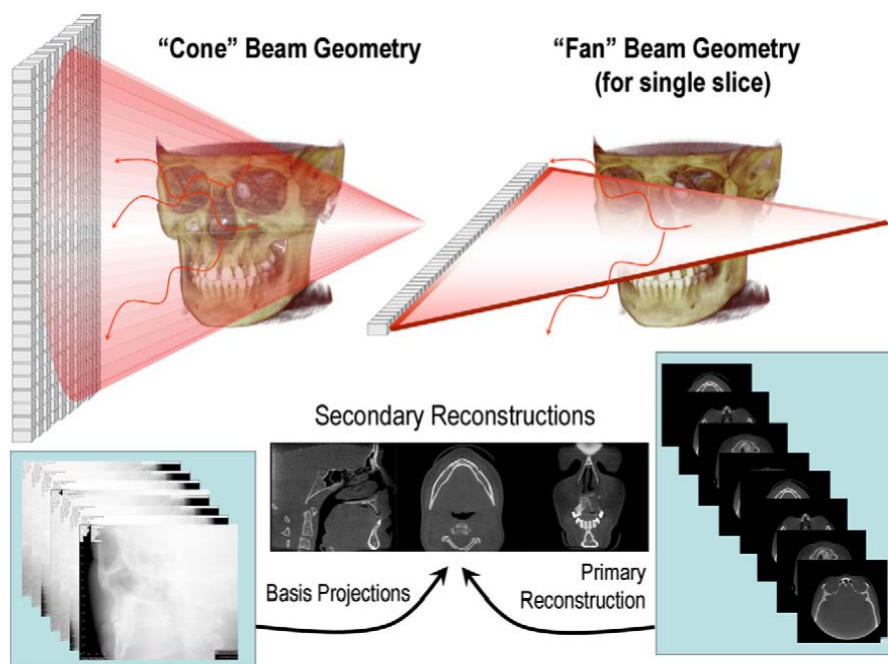 “Cone” Beam Geometry
“Fan” Beam Geometry
(for single slice)
Secondary Reconstructions
Basis Projections
Primary
Reconstruction